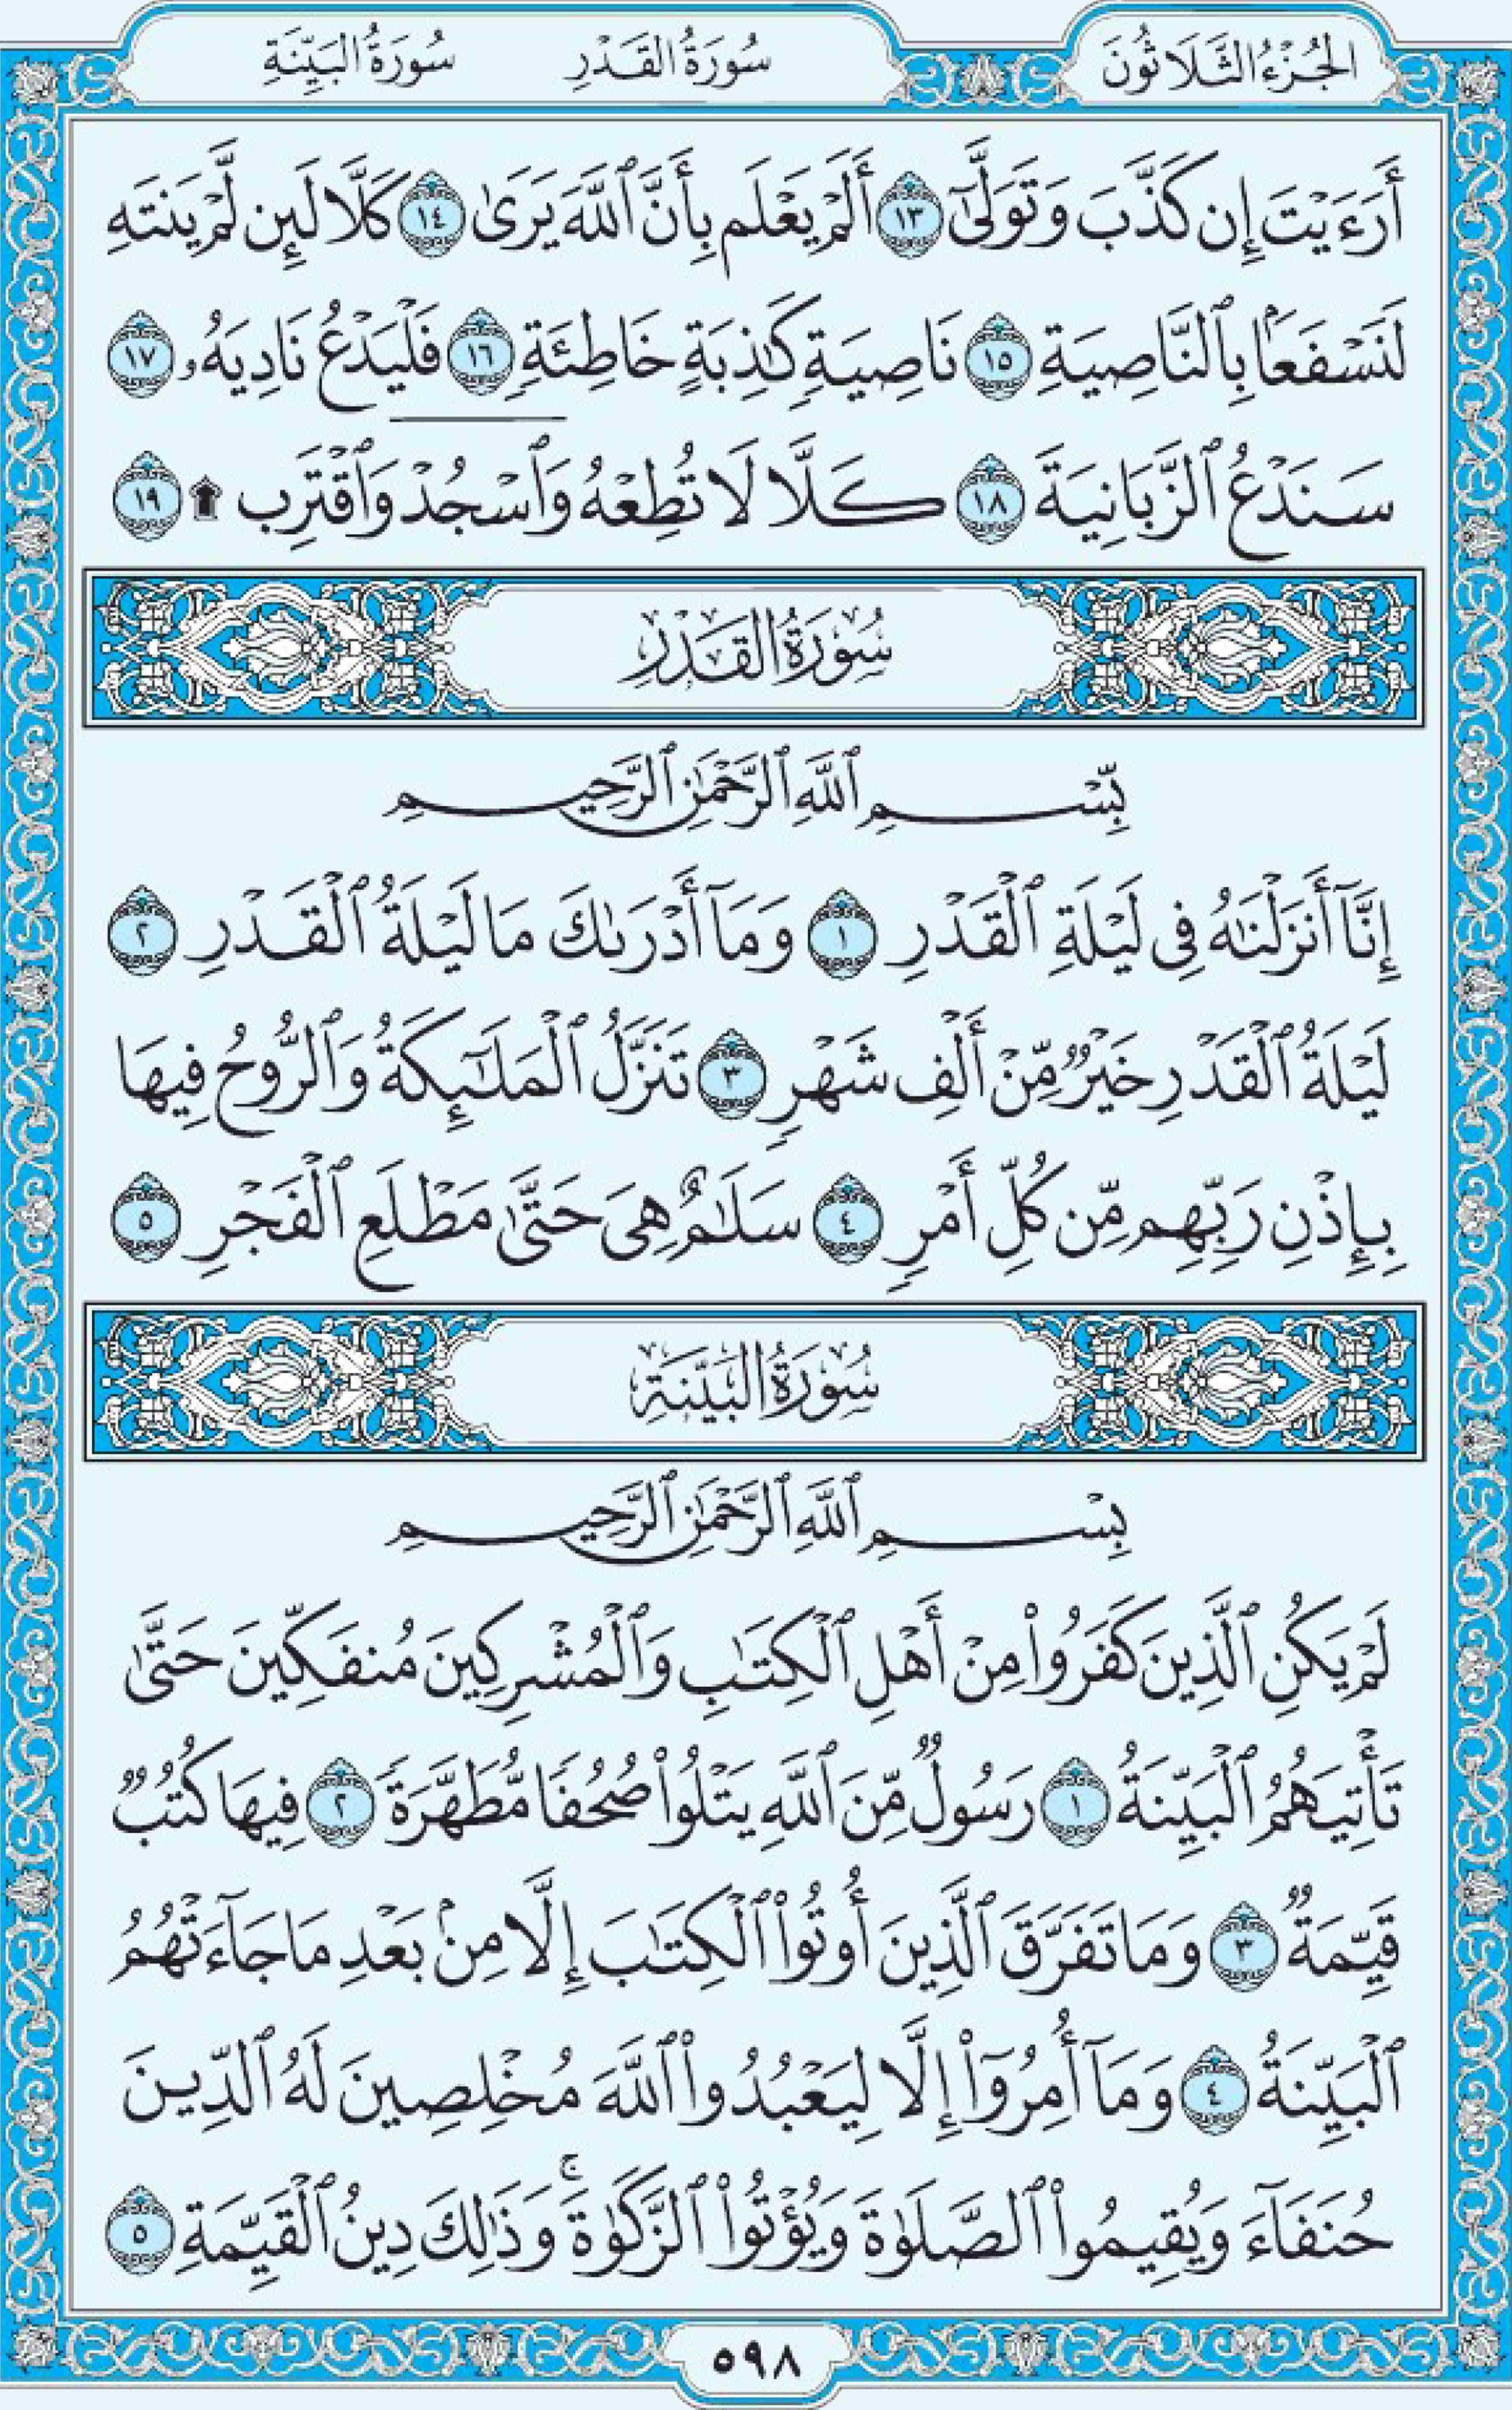 الجُزْءُ الثَّلَاثُونَ سُورَةُ القَدْرِ سُورَةُ البَيِّنَةِ
أَرَءَيْتَ إِن كَذَّبَ وَتَوَلَّىٰٓ ١٣ أَلَمْ يَعْلَم بِأَنَّ ٱللَّهَ يَرَىٰ ١٤ كَلَّا لَئِن لَّمْ يَنتَهِ
لَنَسْفَعَۢا بِٱلنَّاصِيَةِ ١٥ نَاصِيَةٍ كَٰذِبَةٍ خَاطِئَةٍ ١٦ فَلْيَدْعُ نَادِيَهُۥ ١٧
سَنَدْعُ ٱلزَّبَانِيَةَ ١٨ كَلَّا لَا تُطِعْهُ وَٱسْجُدْ وَٱقْتَرِب ۩ ١٩
سُورَةُ القَدْرِ
بِّسْمِ ٱللَّهِ ٱلرَّحْمَٰنِ ٱلرَّحِيمِ
إِنَّآ أَنزَلْنَٰهُ فِى لَيْلَةِ ٱلْقَدْرِ ١ وَمَآ أَدْرَىٰكَ مَا لَيْلَةُ ٱلْقَدْرِ ٢
لَيْلَةُ ٱلْقَدْرِ خَيْرٌ مِّنْ أَلْفِ شَهْرٍ ٣ تَنَزَّلُ ٱلْمَلَٰٓئِكَةُ وَٱلرُّوحُ فِيهَا
بِإِذْنِ رَبِّهِم مِّن كُلِّ أَمْرٍ ٤ سَلَٰمٌ هِىَ حَتَّىٰ مَطْلَعِ ٱلْفَجْرِ ٥
سُورَةُ البَيِّنَةِ
بِسْمِ ٱللَّهِ ٱلرَّحْمَٰنِ ٱلرَّحِيمِ
لَمْ يَكُنِ ٱلَّذِينَ كَفَرُوا۟ مِنْ أَهْلِ ٱلْكِتَٰبِ وَٱلْمُشْرِكِينَ مُنفَكِّينَ حَتَّىٰ
تَأْتِيَهُمُ ٱلْبَيِّنَةُ ١ رَسُولٌ مِّنَ ٱللَّهِ يَتْلُوا۟ صُحُفًا مُّطَهَّرَةً ٢ فِيهَا كُتُبٌ
قَيِّمَةٌ ٣ وَمَا تَفَرَّقَ ٱلَّذِينَ أُوتُوا۟ ٱلْكِتَٰبَ إِلَّا مِنۢ بَعْدِ مَا جَآءَتْهُمُ
ٱلْبَيِّنَةُ ٤ وَمَآ أُمِرُوٓا۟ إِلَّا لِيَعْبُدُوا۟ ٱللَّهَ مُخْلِصِينَ لَهُ ٱلدِّينَ
حُنَفَآءَ وَيُقِيمُوا۟ ٱلصَّلَوٰةَ وَيُؤْتُوا۟ ٱلزَّكَوٰةَ ۚ وَذَٰلِكَ دِينُ ٱلْقَيِّمَةِ ٥
٥٩٨